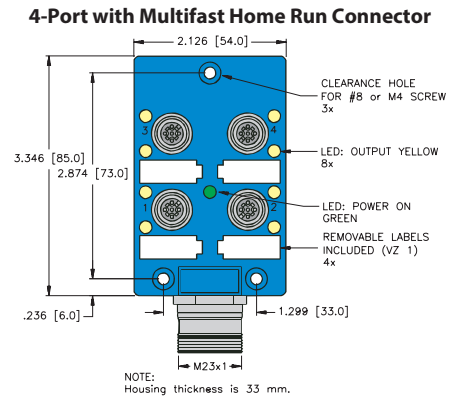 4-Port with Multifast Home Run Connector
2.126 [54.0]
CLEARANCE HOLE
FOR #8 or M4 SCREW
3x
3
4
LED: OUTPUT YELLOW
8x
3.346 [85.0]
2.874 [73.0]
1
2
LED: POWER ON
GREEN
REMOVABLE LABELS
INCLUDED (VZ 1)
4x
.236 [6.0]
1.299 [33.0]
M23x1
NOTE:
Housing thickness is 33 mm.